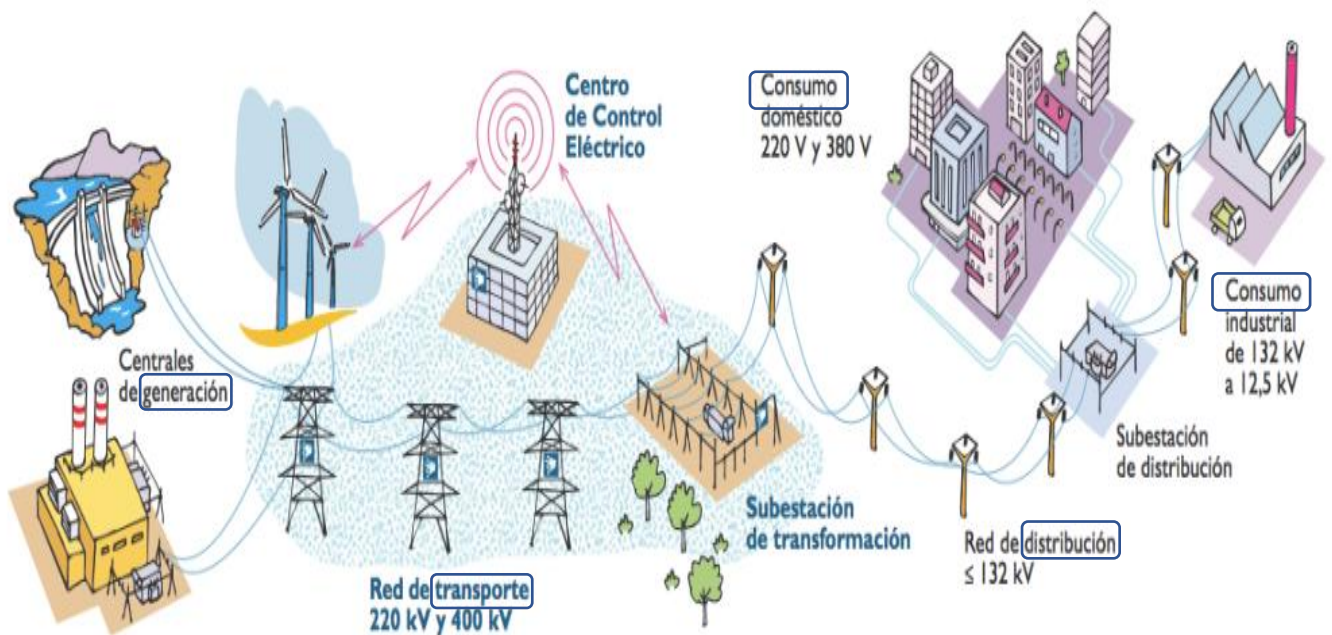 Centro
de Control
Eléctrico
Consumo
doméstico
220 V y 380 V
Centrales
de generación
Consumo
industrial
de 132 kV
a 12,5 kV
Subestación
de distribución
Subestación
de transformación
Red de distribución
≤ 132 kV
Red de transporte
220 kV y 400 kV